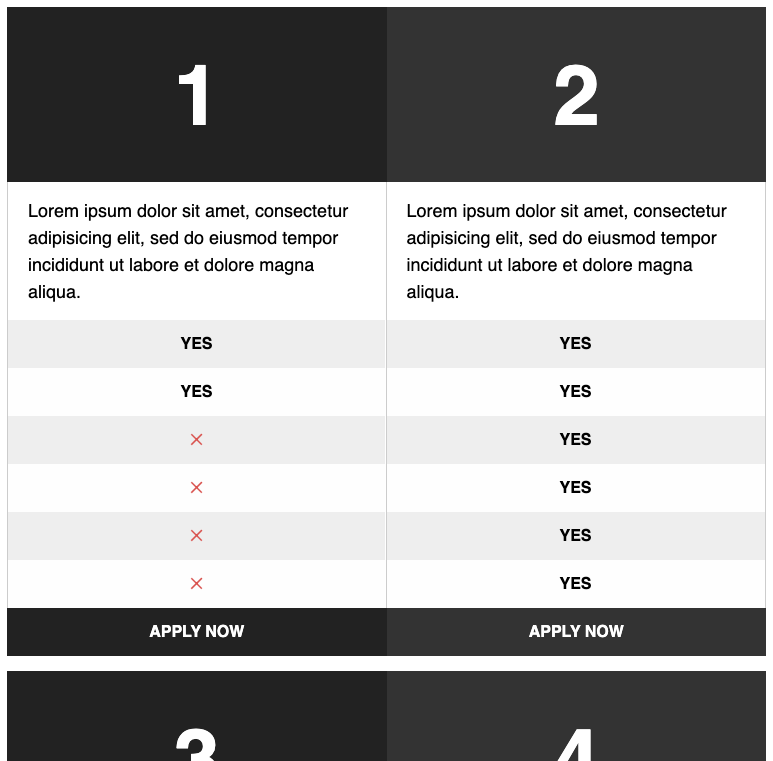 1
2
Lorem ipsum dolor sit amet, consectetur
adipisicing elit, sed do eiusmod tempor
incididunt ut labore et dolore magna
aliqua.
Lorem ipsum dolor sit amet, consectetur
adipisicing elit, sed do eiusmod tempor
incididunt ut labore et dolore magna
aliqua.
YES
YES
YES
YES
YES
YES
YES
YES
APPLY NOW
APPLY NOW
3
4